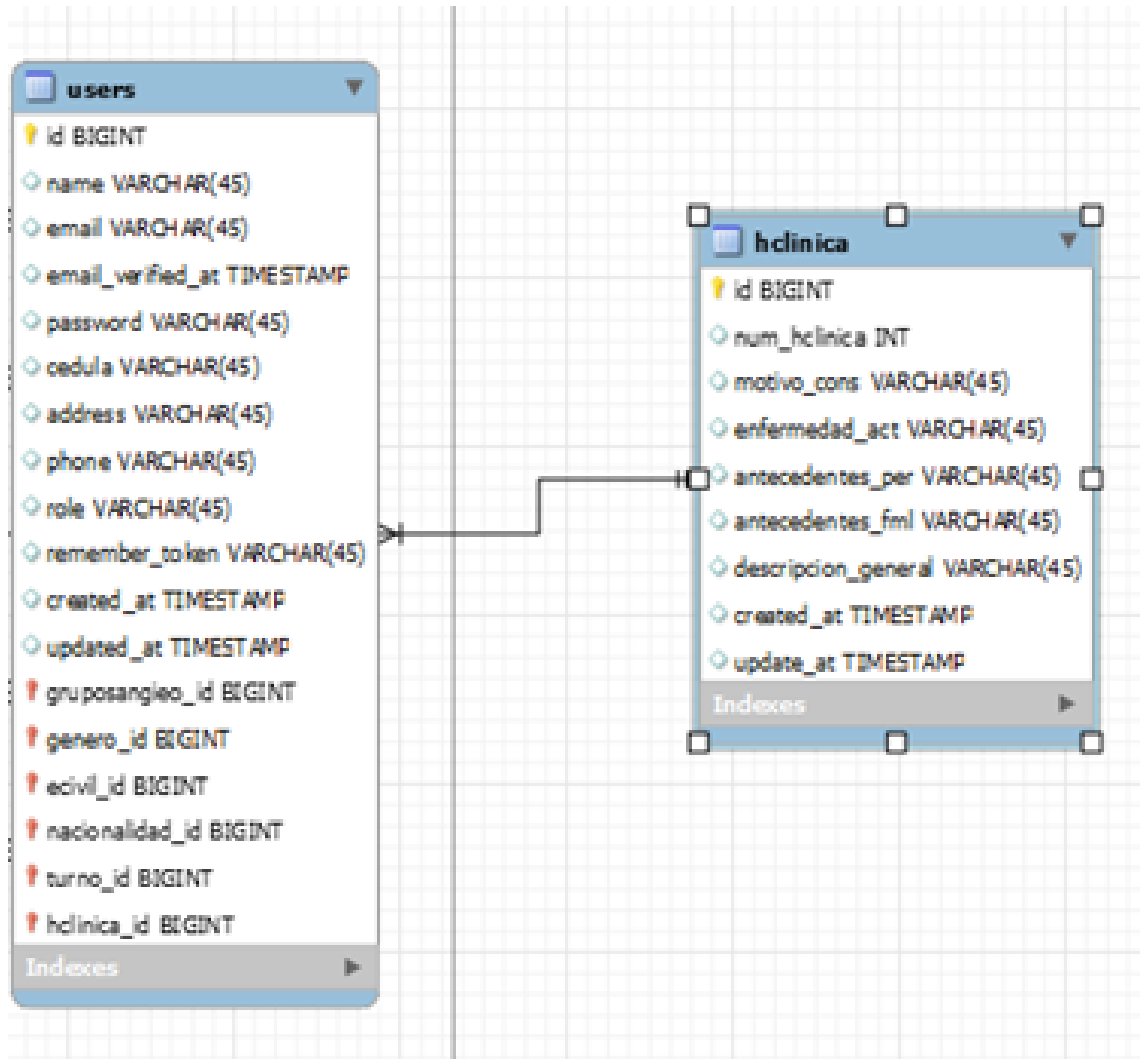 users
id BIGINT
name VARCHAR(45)
email VARCHAR(45)
email_verified_at TIMESTAMP
password VARCHAR(45)
cedula VARCHAR(45)
address VARCHAR(45)
phone VARCHAR(45)
role VARCHAR(45)
remember_token VARCHAR(45)
created_at TIMESTAMP
updated_at TIMESTAMP
gruposangieo_id BIGINT
genero_id BIGINT
ecivil_id BIGINT
nacionalidad_id BIGINT
turno_id BIGINT
hclinica_id BIGINT
Indexes
hclinica
id BIGINT
num_hclinica INT
motivo_cons VARCHAR(45)
enfermedad_act VARCHAR(45)
antecedentes_per VARCHAR(45)
antecedentes_fml VARCHAR(45)
descripcion_general VARCHAR(45)
created_at TIMESTAMP
update_at TIMESTAMP
Indexes